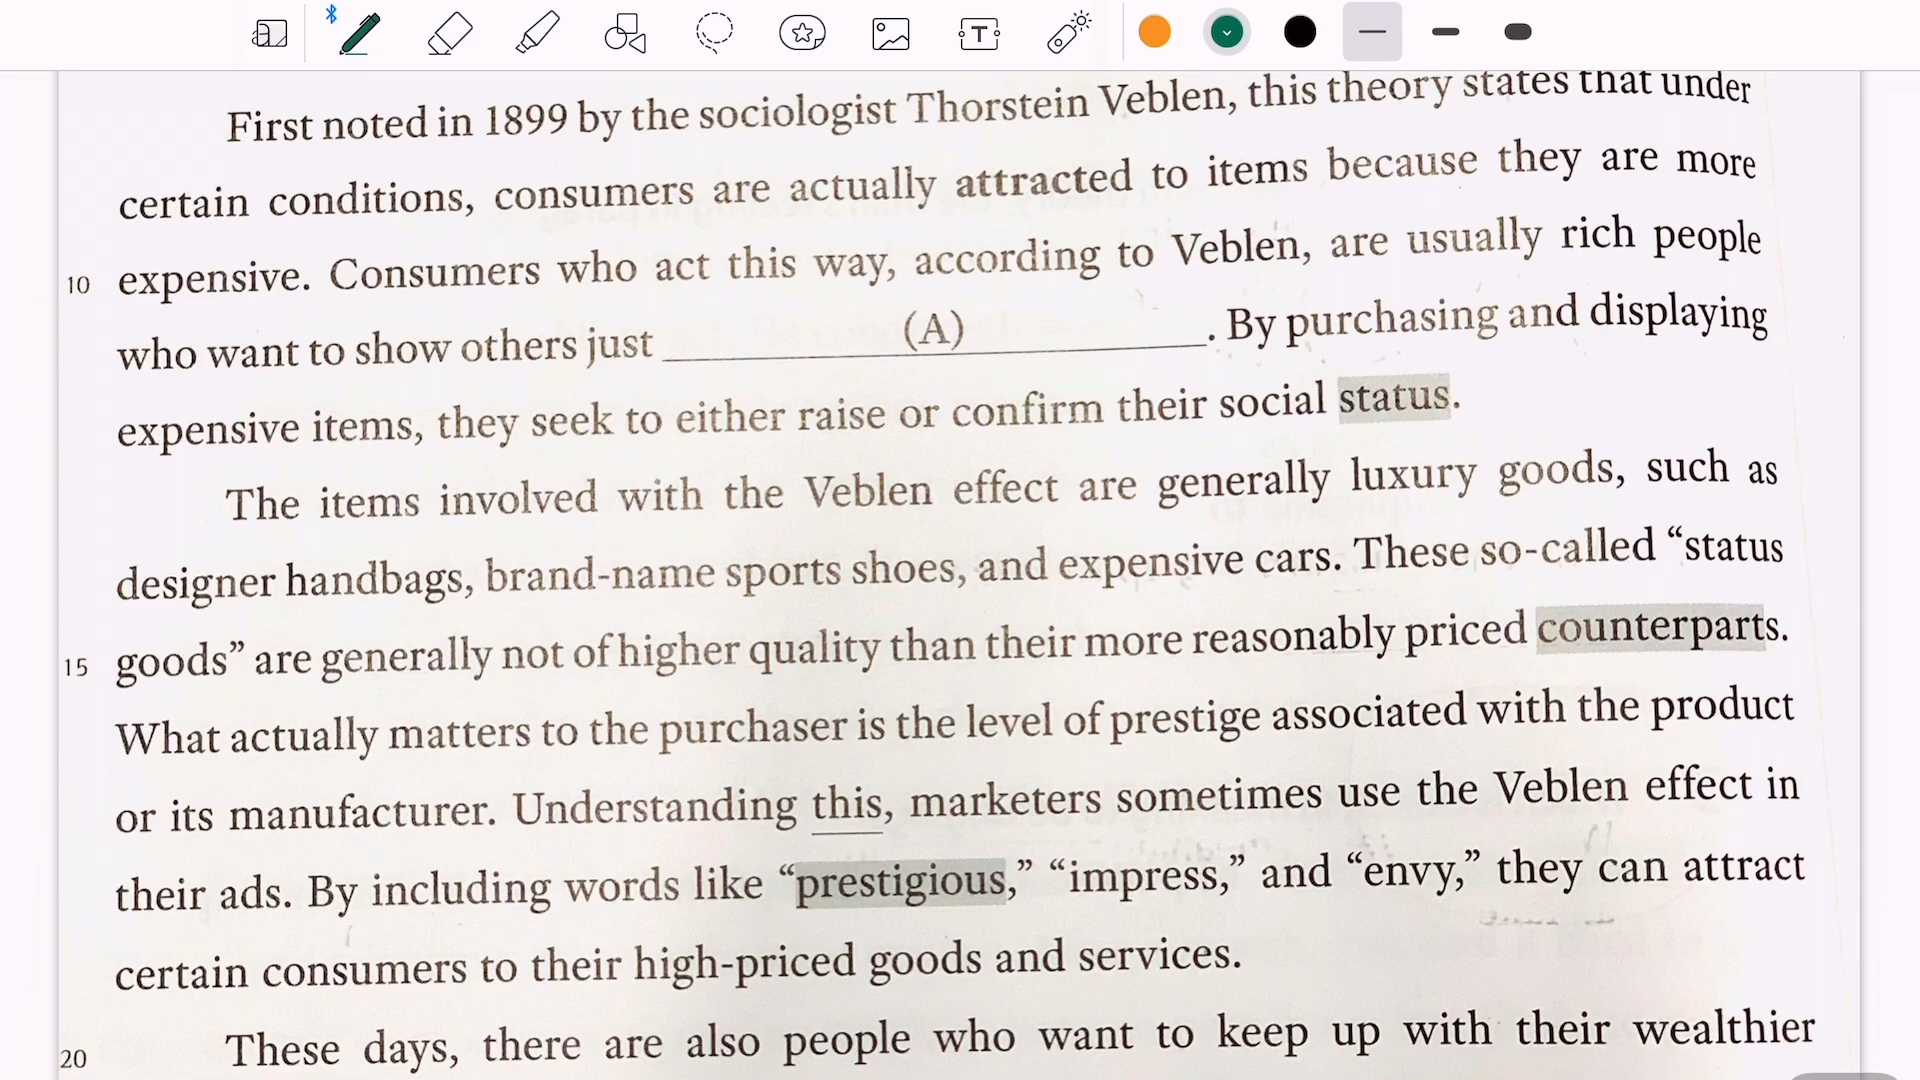 First noted in 1899 by the sociologist Thorstein Veblen, this theory states that under
certain conditions, consumers are actually attracted to items because they are more
10 expensive. Consumers who act this way, according to Veblen, are usually rich people
who want to show others just (A). By purchasing and displaying
expensive items, they seek to either raise or confirm their social status.
The items involved with the Veblen effect are generally luxury goods, such as
designer handbags, brand-name sports shoes, and expensive cars. These so-called “status
15 goods” are generally not of higher quality than their more reasonably priced counterparts.
What actually matters to the purchaser is the level of prestige associated with the product
or its manufacturer. Understanding this, marketers sometimes use the Veblen effect in
their ads. By including words like “prestigious,” “impress,” and “envy,” they can attract
certain consumers to their high-priced goods and services.
20 These days, there are also people who want to keep up with their wealthier